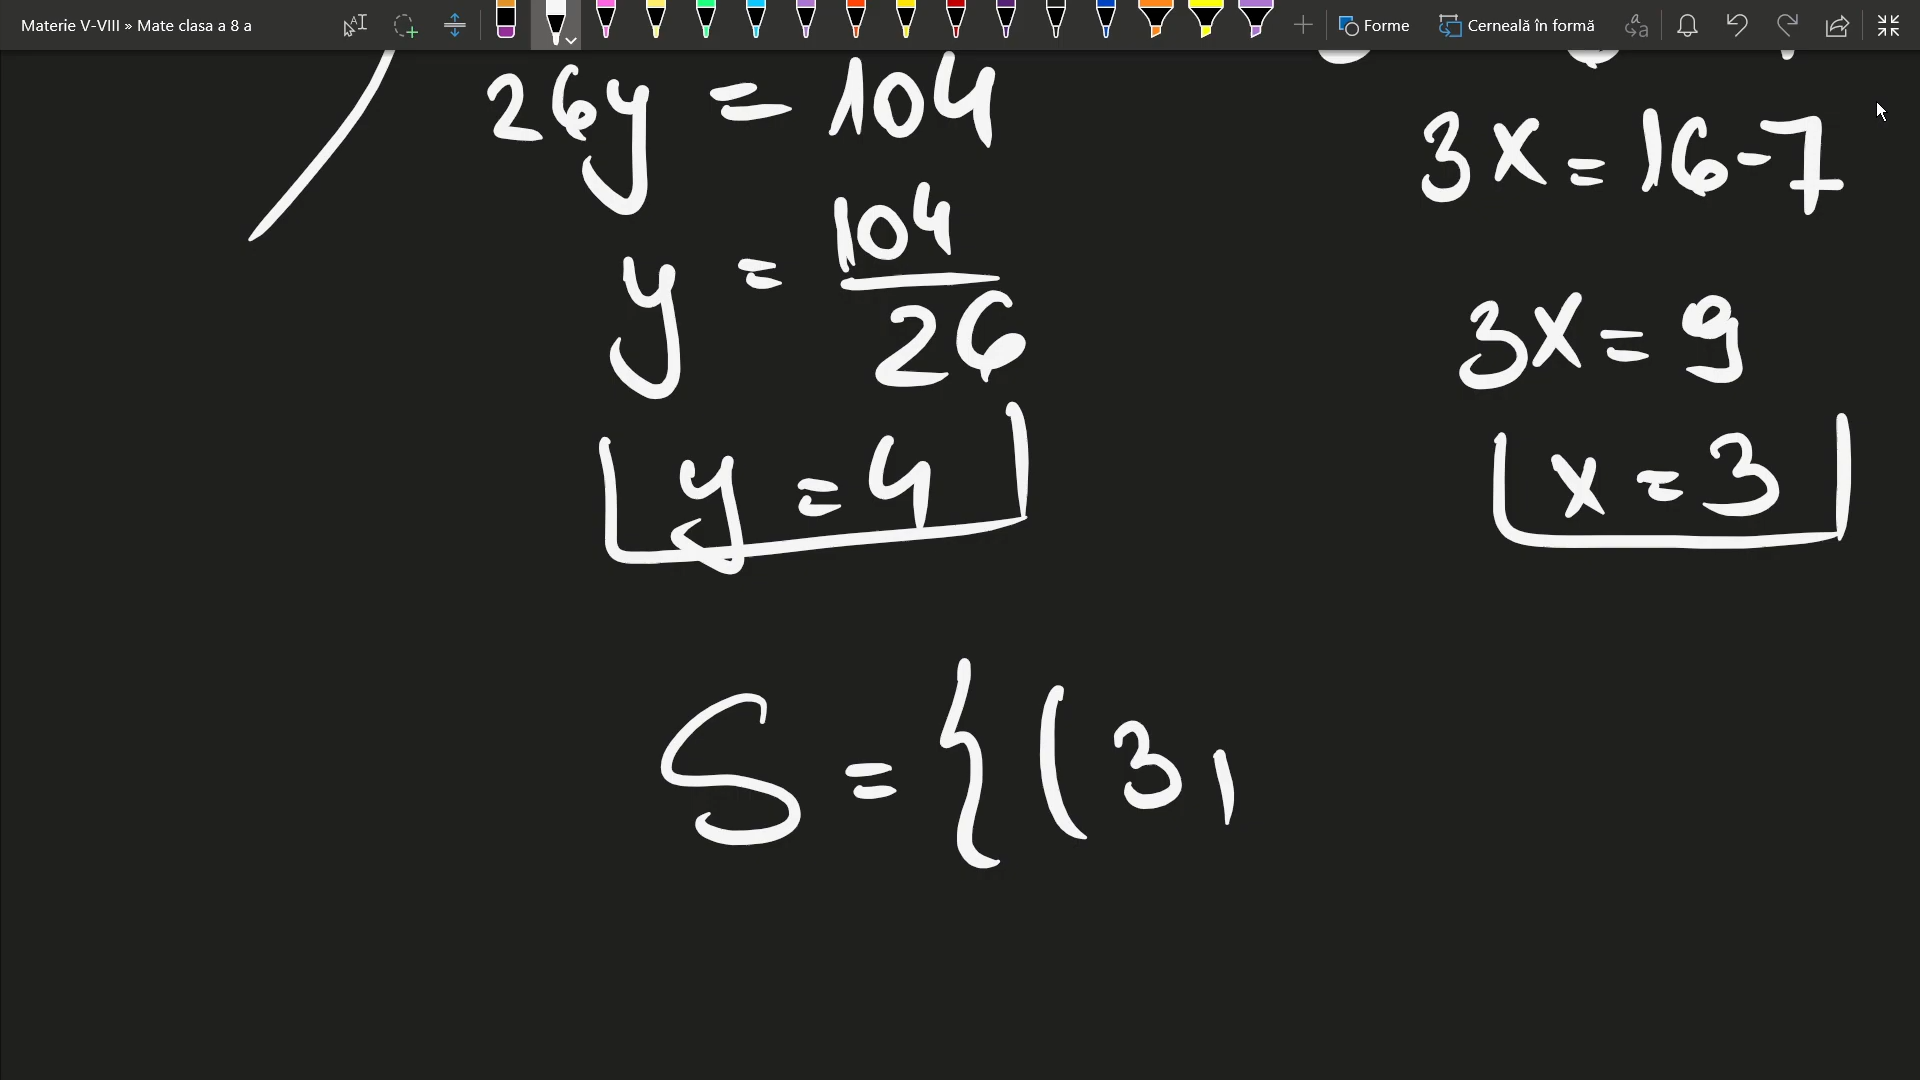 Materie V-VIII » Mate clasa a 8 a
Forme
Cerneală în formă
26y = 104
y = 104/26
y = 4
3x = 16-7
3x = 9
x = 3
S = { ( 3 ,